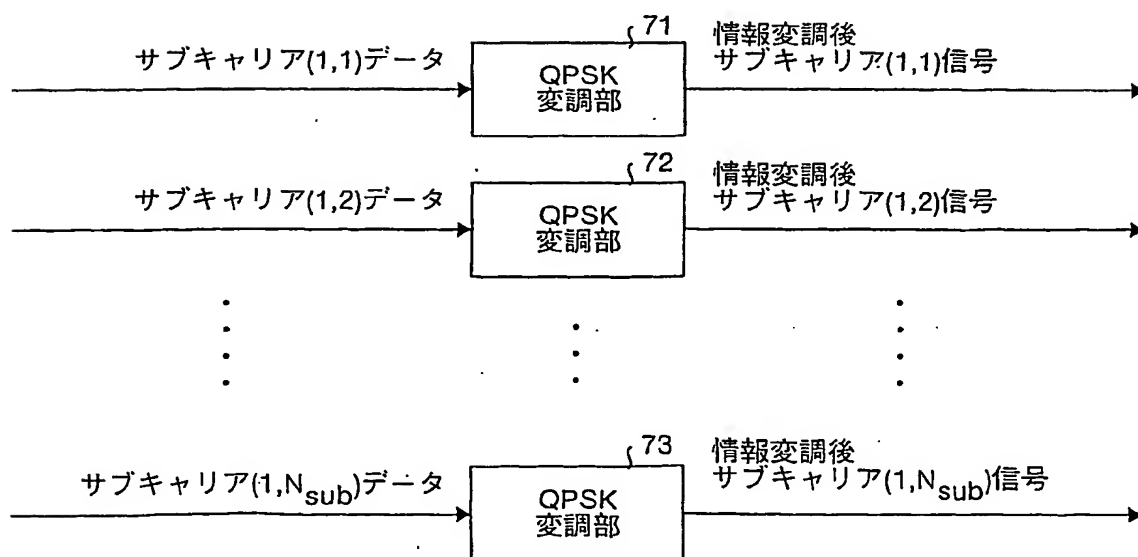 71
サブキャリア(1,1)データ
QPSK
変調部
情報変調後
サブキャリア(1,1)信号
72
サブキャリア(1,2)データ
QPSK
変調部
情報変調後
サブキャリア(1,2)信号
73
サブキャリア(1,Nsub)データ
QPSK
変調部
情報変調後
サブキャリア(1,Nsub)信号